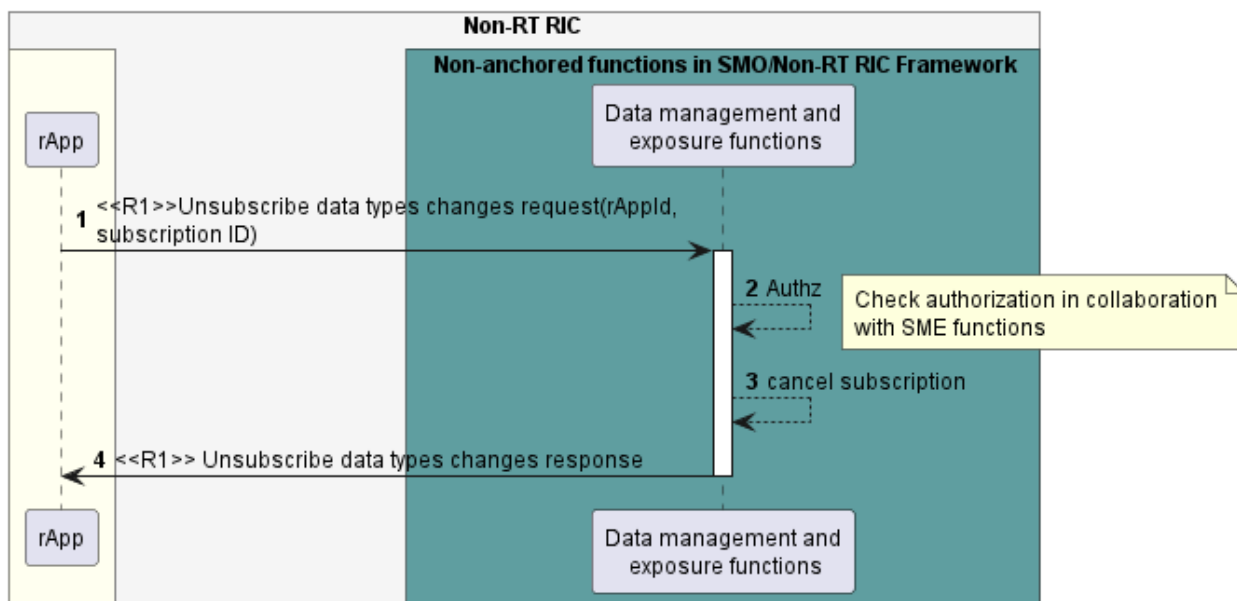 Non-RT RIC
Non-anchored functions in SMO/Non-RT RIC Framework
rApp
Data management and
exposure functions
1 <<R1>>Unsubscribe data types changes request(rAppId,
subscription ID)
2 Authz
Check authorization in collaboration
with SME functions
3 cancel subscription
4 <<R1>> Unsubscribe data types changes response
rApp
Data management and
exposure functions